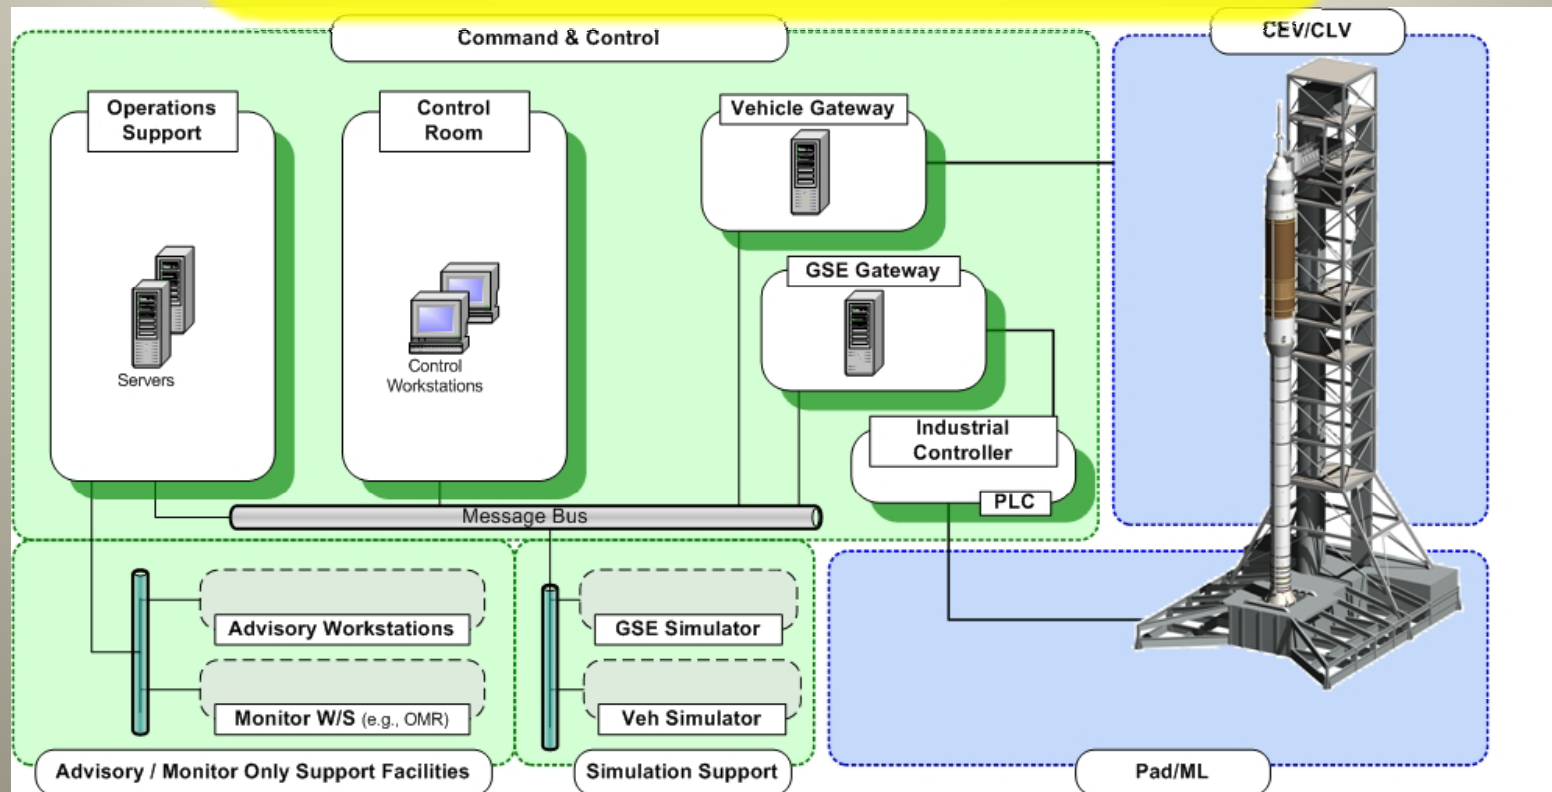 Command & Control
CEV/CLV
Operations
Support
Control
Room
Vehicle Gateway
GSE Gateway
Servers
Control
Workstations
Industrial
Controller
PLC
Message Bus
Advisory Workstations
Monitor W/S (e.g., OMR)
GSE Simulator
Veh Simulator
Advisory / Monitor Only Support Facilities
Simulation Support
Pad/ML